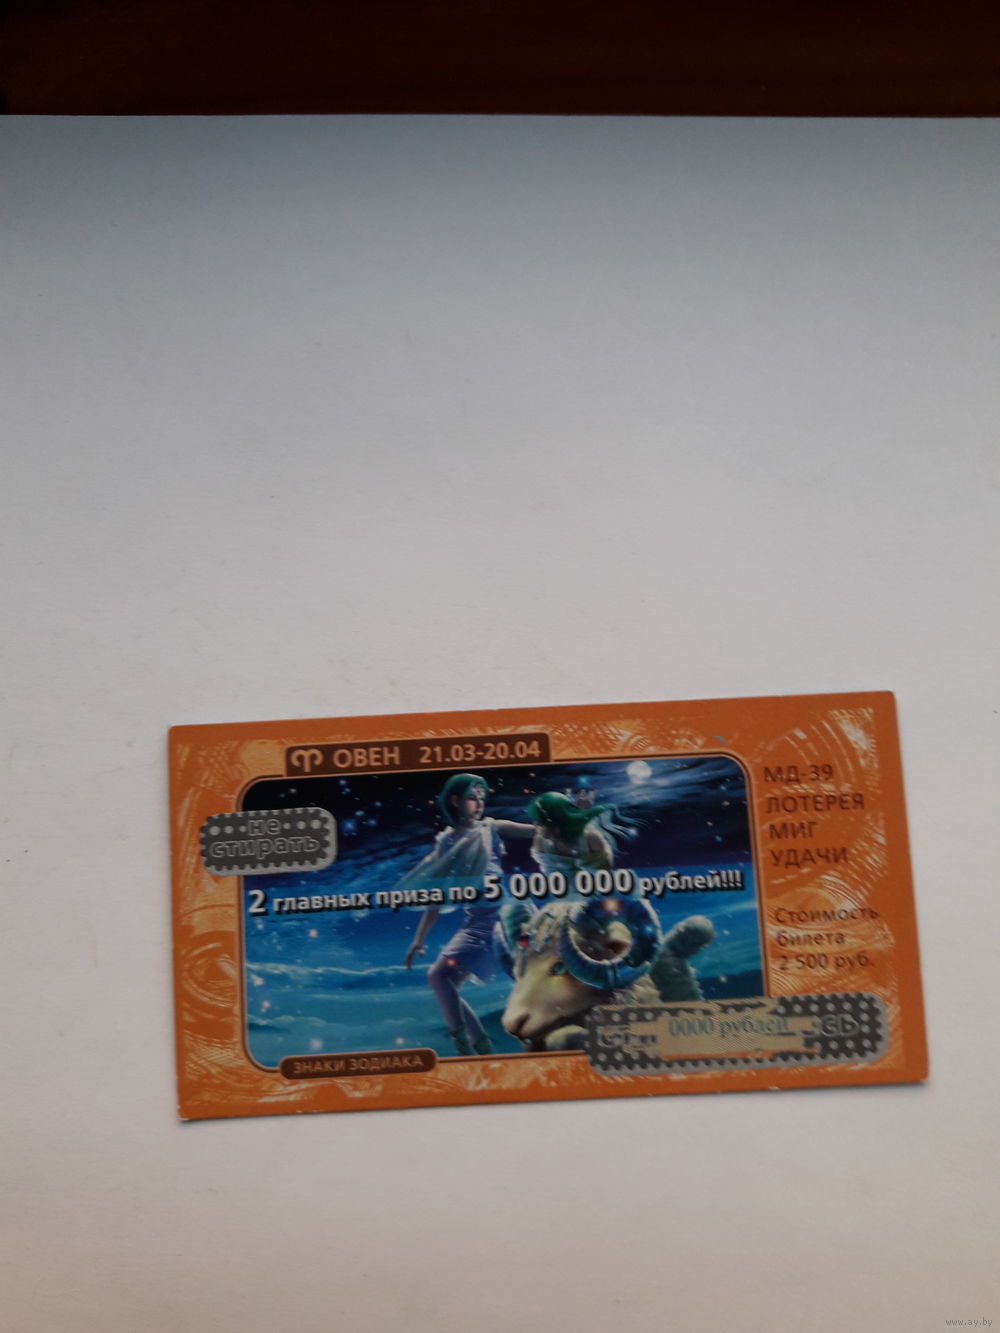 ОВЕН 21.03-20.04
не
стирать
2 главных приза по 5 000 000 рублей!!!
МД-39
ЛОТЕРЕЯ
МИГ
УДАЧИ
Стоимость
билета
2 500 руб.
0000 рублей
ЗНАКИ ЗОДИАКА
www.ay.by